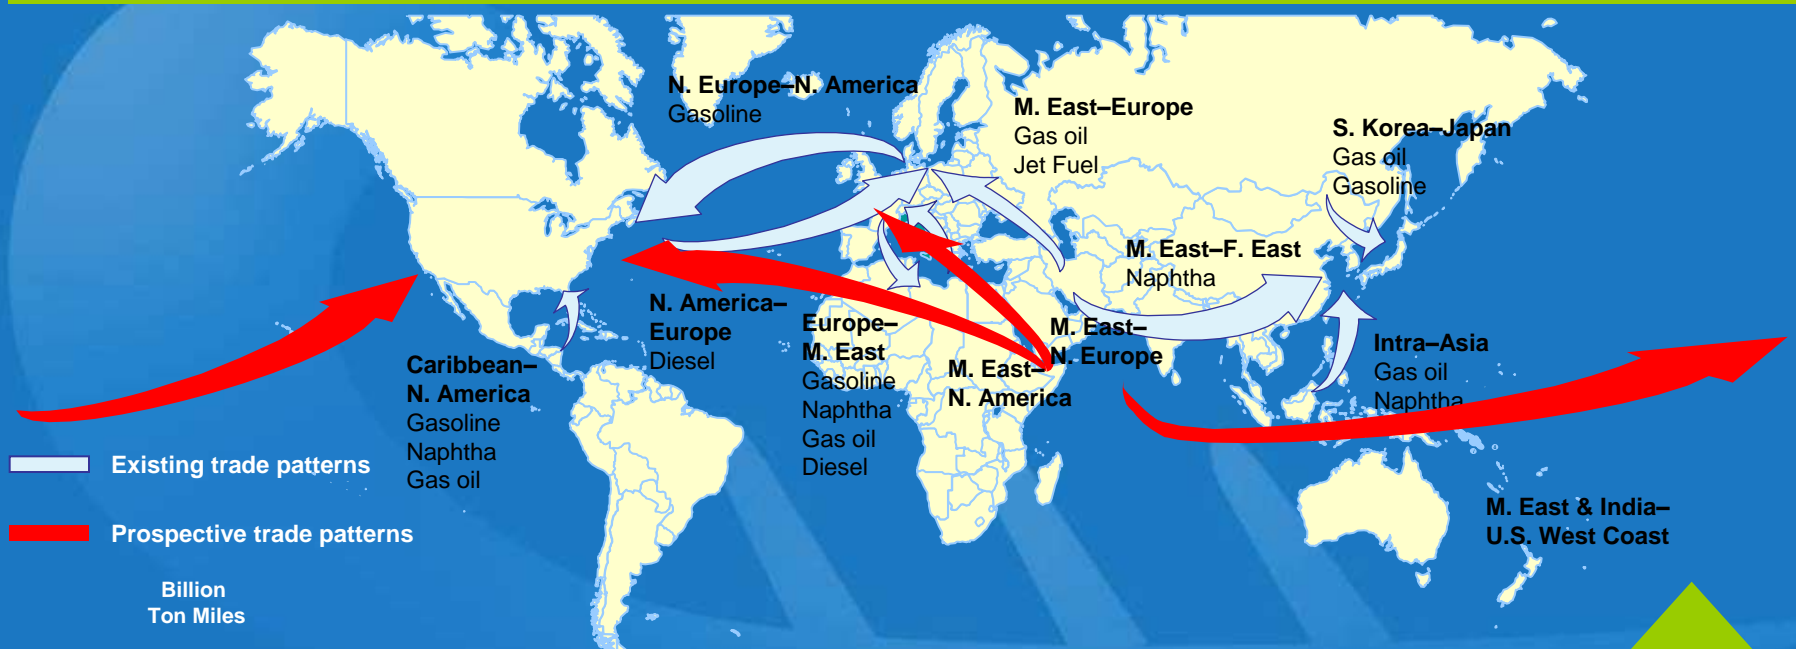 N. Europe–N. America
Gasoline
M. East–Europe
Gas oil
Jet Fuel
S. Korea–Japan
Gas oil
Gasoline
M. East–F. East
Naphtha
N. America–
Europe
Diesel
Europe–
M. East
Gasoline
Naphtha
Gas oil
Diesel
M. East–
N. Europe
M. East–
N. America
Intra–Asia
Gas oil
Naphtha
Caribbean–
N. America
Gasoline
Naphtha
Gas oil
Existing trade patterns
Prospective trade patterns
M. East & India–
U.S. West Coast
Billion
Ton Miles